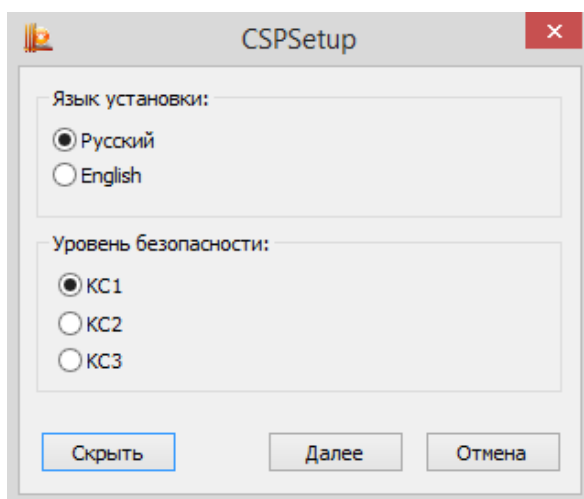 CSPSetup
Язык установки:
Русский
English
Уровень безопасности:
КС1
КС2
КС3
Скрыть Далее Отмена